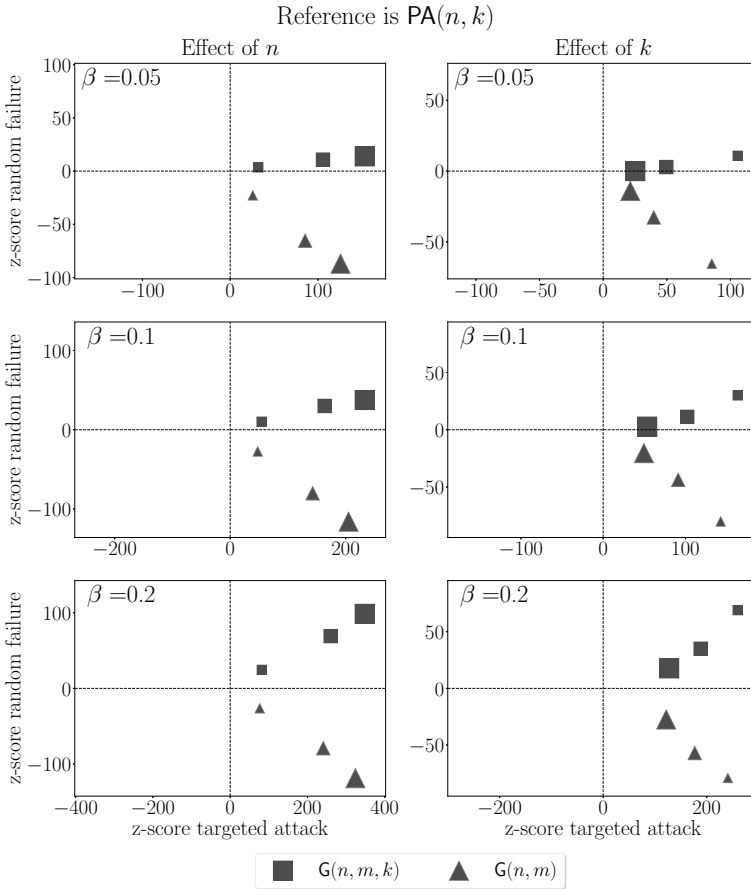 Reference is PA(n, k)
Effect of n
Effect of k
β =0.05
100
50
0
−50
−100
z-score random failure
−100
0
100
β =0.05
50
0
−50
−100
−50
0
50
100
β =0.1
100
0
−100
z-score random failure
−200
0
200
β =0.1
50
0
−50
−100
0
100
β =0.2
100
0
−100
z-score random failure
−400
−200
0
200
400
z-score targeted attack
β =0.2
50
0
−50
−200
0
200
z-score targeted attack
G(n, m, k)
G(n, m)